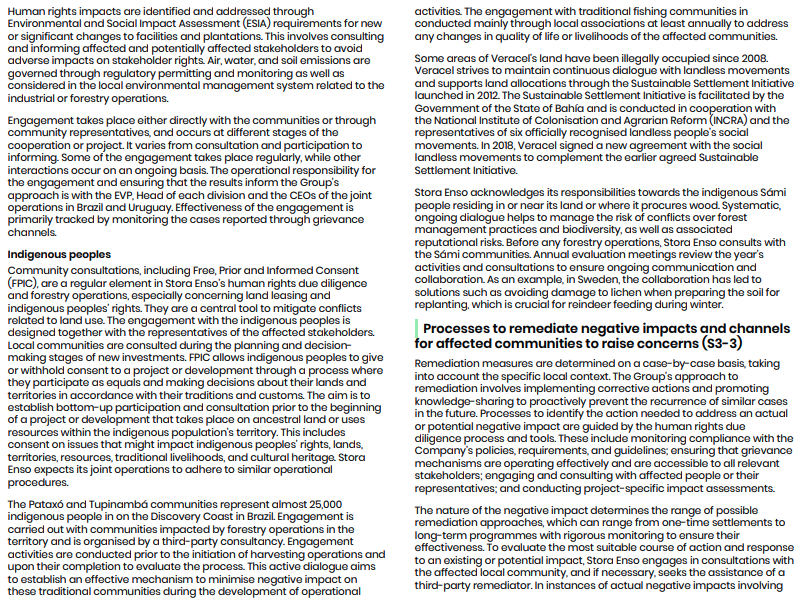 Human rights impacts are identified and addressed through
Environmental and Social Impact Assessment (ESIA) requirements for new
or significant changes to facilities and plantations. This involves consulting
and informing affected and potentially affected stakeholders to avoid
adverse impacts on stakeholder rights. Air, water, and soil emissions are
governed through regulatory permitting and monitoring as well as
considered in the local environmental management system related to the
industrial or forestry operations.
Engagement takes place either directly with the communities or through
community representatives, and occurs at different stages of the
cooperation or project. It varies from consultation and participation to
informing. Some of the engagement takes place regularly, while other
interactions occur on an ongoing basis. The operational responsibility for
the engagement and ensuring that the results inform the Group's
approach is with the EVP, Head of each division and the CEOs of the joint
operations in Brazil and Uruguay. Effectiveness of the engagement is
primarily tracked by monitoring the cases reported through grievance
channels.
Indigenous peoples
Community consultations, including Free, Prior and Informed Consent
(FPIC), are a regular element in Stora Enso's human rights due diligence
and forestry operations, especially concerning land leasing and
indigenous peoples' rights. They are a central tool to mitigate conflicts
related to land use. The engagement with the indigenous peoples is
designed together with the representatives of the affected stakeholders.
Local communities are consulted during the planning and decision-
making stages of new investments. FPIC allows indigenous peoples to give
or withhold consent to a project or development through a process where
they participate as equals and making decisions about their lands and
territories in accordance with their traditions and customs. The aim is to
establish bottom-up participation and consultation prior to the beginning
of a project or development that takes place on ancestral land or uses
resources within the indigenous population's territory. This includes
consent on issues that might impact indigenous peoples' rights, lands,
territories, resources, traditional livelihoods, and cultural heritage. Stora
Enso expects its joint operations to adhere to similar operational
procedures.
The Pataxó and Tupinambá communities represent almost 25,000
indigenous people in on the Discovery Coast in Brazil. Engagement is
carried out with communities impacted by forestry operations in the
territory and is organised by a third-party consultancy. Engagement
activities are conducted prior to the initiation of harvesting operations and
upon their completion to evaluate the process. This active dialogue aims
to establish an effective mechanism to minimise negative impact on
these traditional communities during the development of operational
activities. The engagement with traditional fishing communities in
conducted mainly through local associations at least annually to address
any changes in quality of life or livelihoods of the affected communities.
Some areas of Veracel's land have been illegally occupied since 2008.
Veracel strives to maintain continuous dialogue with landless movements
and supports land allocations through the Sustainable Settlement Initiative
launched in 2012. The Sustainable Settlement Initiative is facilitated by the
Government of the State of Bahía and is conducted in cooperation with
the National Institute of Colonisation and Agrarian Reform (INCRA) and the
representatives of six officially recognised landless people's social
movements. In 2018, Veracel signed a new agreement with the social
landless movements to complement the earlier agreed Sustainable
Settlement Initiative.
Stora Enso acknowledges its responsibilities towards the indigenous Sámi
people residing in or near its land or where it procures wood. Systematic,
ongoing dialogue helps to manage the risk of conflicts over forest
management practices and biodiversity, as well as associated
reputational risks. Before any forestry operations, Stora Enso consults with
the Sámi communities. Annual evaluation meetings review the year's
activities and consultations to ensure ongoing communication and
collaboration. As an example, in Sweden, the collaboration has led to
solutions such as avoiding damage to lichen when preparing the soil for
replanting, which is crucial for reindeer feeding during winter.
Processes to remediate negative impacts and channels
for affected communities to raise concerns (S3-3)
Remediation measures are determined on a case-by-case basis, taking
into account the specific local context. The Group's approach to
remediation involves implementing corrective actions and promoting
knowledge-sharing to proactively prevent the recurrence of similar cases
in the future. Processes to identify the action needed to address an actual
or potential negative impact are guided by the human rights due
diligence process and tools. These include monitoring compliance with the
Company's policies, requirements, and guidelines; ensuring that grievance
mechanisms are operating effectively and are accessible to all relevant
stakeholders; engaging and consulting with affected people or their
representatives; and conducting project-specific impact assessments.
The nature of the negative impact determines the range of possible
remediation approaches, which can range from one-time settlements to
long-term programmes with rigorous monitoring to ensure their
effectiveness. To evaluate the most suitable course of action and response
to an existing or potential impact, Stora Enso engages in consultations with
the affected local community, and if necessary, seeks the assistance of a
third-party remediator. In instances of actual negative impacts involving